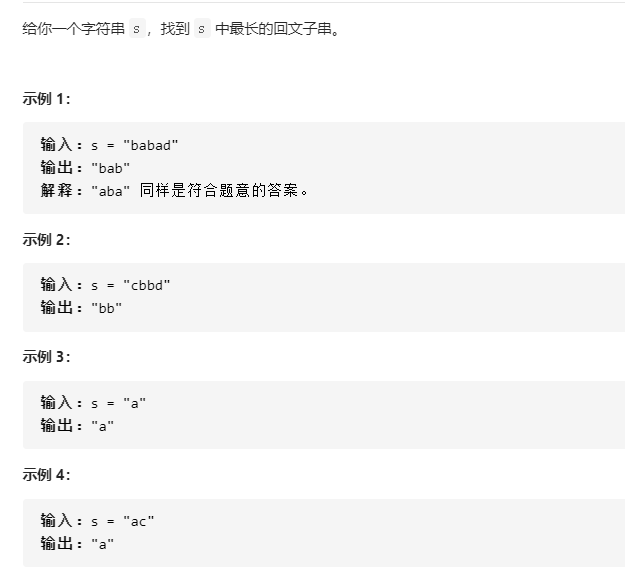 给你一个字符串 s，找到 s 中最长的回文子串。
示例 1：
输入：s = "babad"
输出："bab"
解释："aba" 同样是符合题意的答案。
示例 2：
输入：s = "cbbd"
输出："bb"
示例 3：
输入：s = "a"
输出："a"
示例 4：
输入：s = "ac"
输出："a"